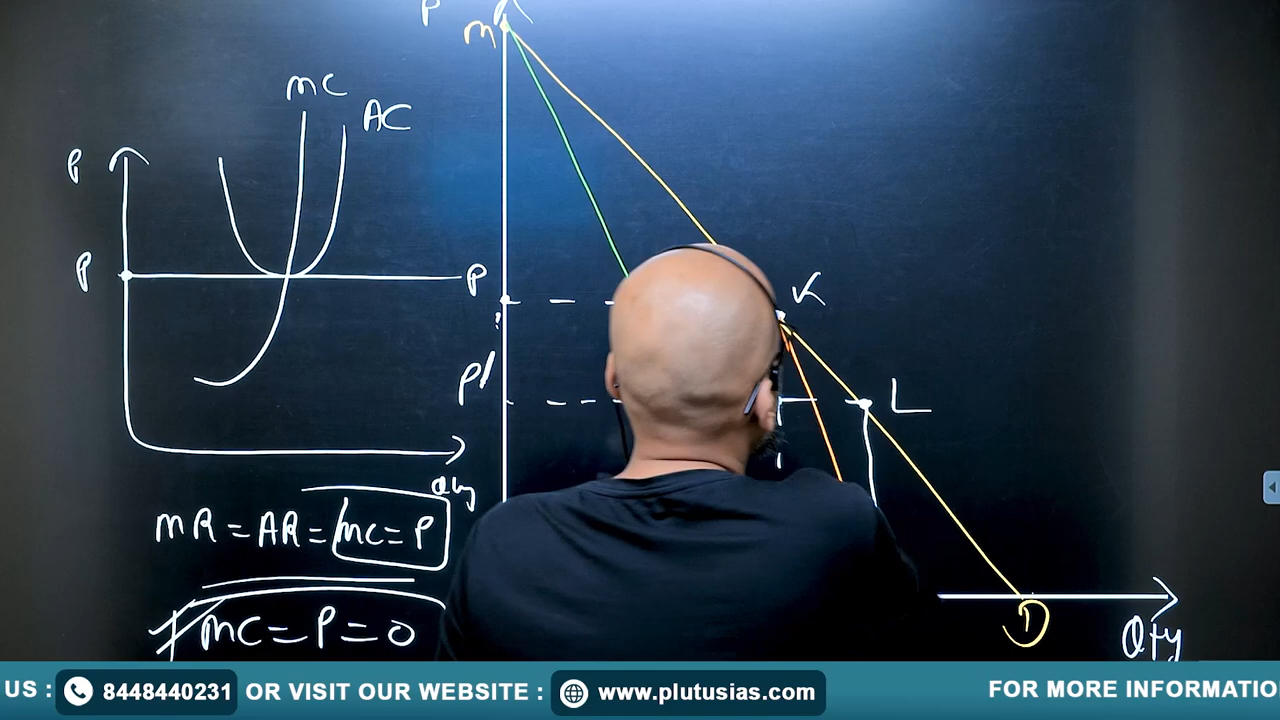 P
M
MC
AC
P
P
P
K
P'
L
Qty
MR = AR = MC = P
MC = P = 0
D
Qty
US : 8448440231 OR VISIT OUR WEBSITE : www.plutusias.com FOR MORE INFORMATIO